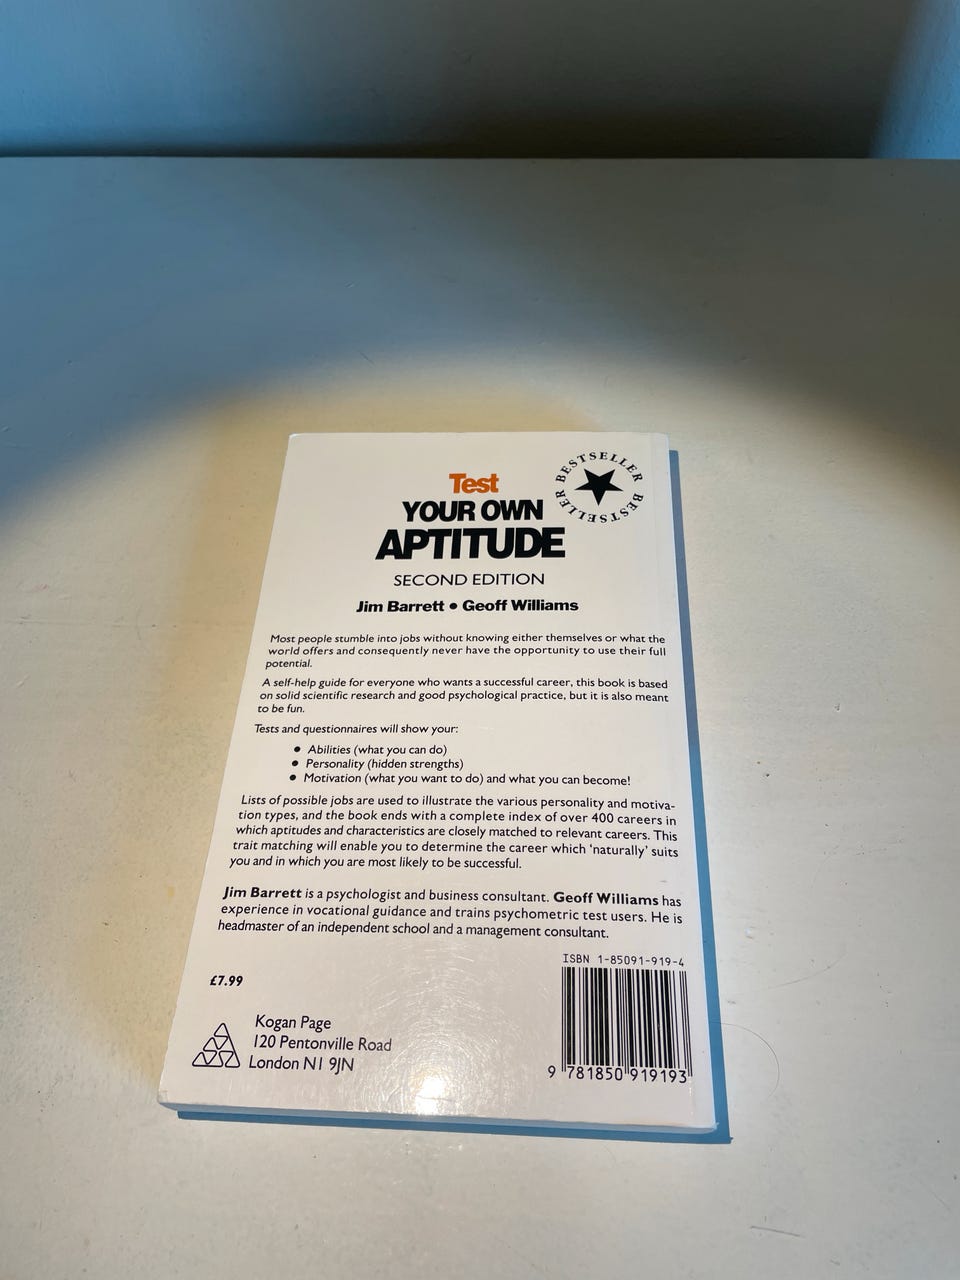 BESTSELLER BESTSELLER
Test
YOUR OWN
APTITUDE
SECOND EDITION
Jim Barrett • Geoff Williams
Most people stumble into jobs without knowing either themselves or what the
world offers and consequently never have the opportunity to use their full
potential.
A self-help guide for everyone who wants a successful career, this book is based
on solid scientific research and good psychological practice, but it is also meant
to be fun.
Tests and questionnaires will show your:
• Abilities (what you can do)
• Personality (hidden strengths)
• Motivation (what you want to do) and what you can become!
Lists of possible jobs are used to illustrate the various personality and motiva-
tion types, and the book ends with a complete index of over 400 careers in
which aptitudes and characteristics are closely matched to relevant careers. This
trait matching will enable you to determine the career which ‘naturally’ suits
you and in which you are most likely to be successful.
Jim Barrett is a psychologist and business consultant. Geoff Williams has
experience in vocational guidance and trains psychometric test users. He is
headmaster of an independent school and a management consultant.
ISBN 1-85091-919-4
£7.99
Kogan Page
120 Pentonville Road
London N1 9JN
9 781850 919193